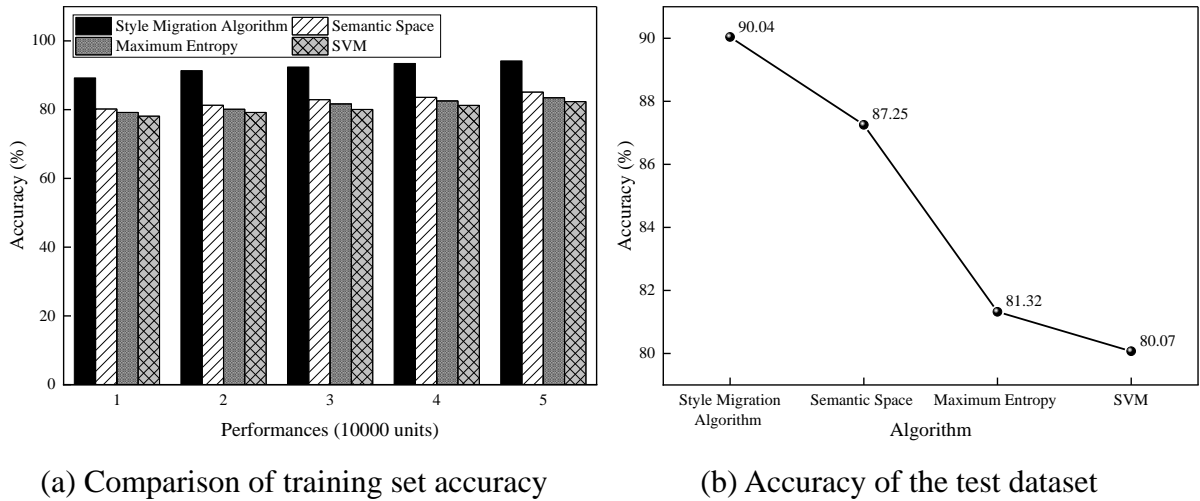 Style Migration Algorithm
Semantic Space
Maximum Entropy
SVM
100
80
60
40
20
0
Accuracy (%)
1
2
3
4
5
Performances (10000 units)
(a) Comparison of training set accuracy
90
88
86
84
82
80
Accuracy (%)
90.04
87.25
81.32
80.07
Style Migration
Algorithm
Semantic Space
Maximum Entropy
SVM
Algorithm
(b) Accuracy of the test dataset